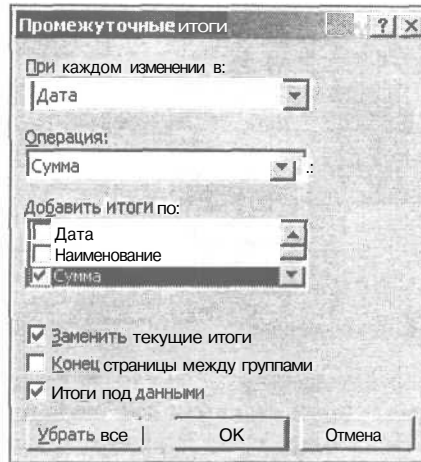 Промежуточные итоги
При каждом изменении в:
Дата
Операция:
Сумма
Добавить итоги по:
Дата
Наименование
Сумма
Заменить текущие итоги
Конец страницы между группами
Итоги под данными
Убрать все
OK
Отмена